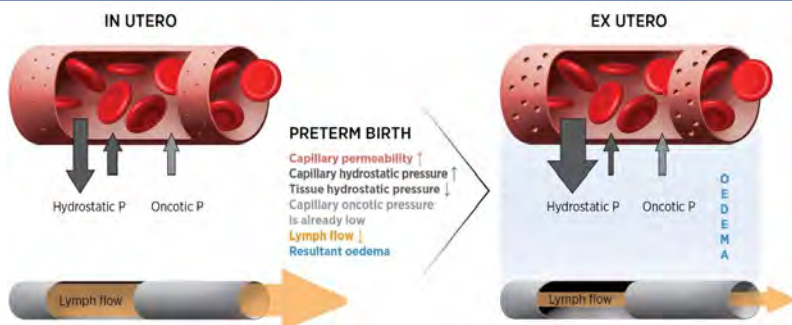 IN UTERO
EX UTERO
PRETERM BIRTH
Capillary permeability ↑
Capillary hydrostatic pressure ↑
Tissue hydrostatic pressure ↓
Capillary oncotic pressure
Is already low
Lymph flow ↓
Resultant oedema
Hydrostatic P
Oncotic P
Lymph flow
Hydrostatic P
Oncotic P
OEDEMA
Lymph flow